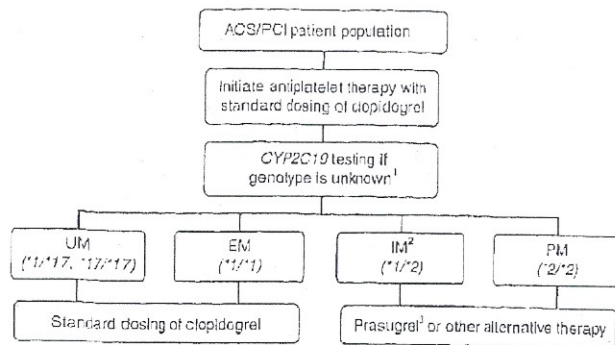 ACS/PCI patient population
Initiate antiplatelet therapy with
standard dosing of clopidogrel
CYP2C19 testing if
genotype is unknown¹
UM
(*1/*17, *17/*17)
EM
(*1/*1)
IM²
(*1/*2)
PM
(*2/*2)
Standard dosing of clopidogrel
Prasugrel³ or other alternative therapy